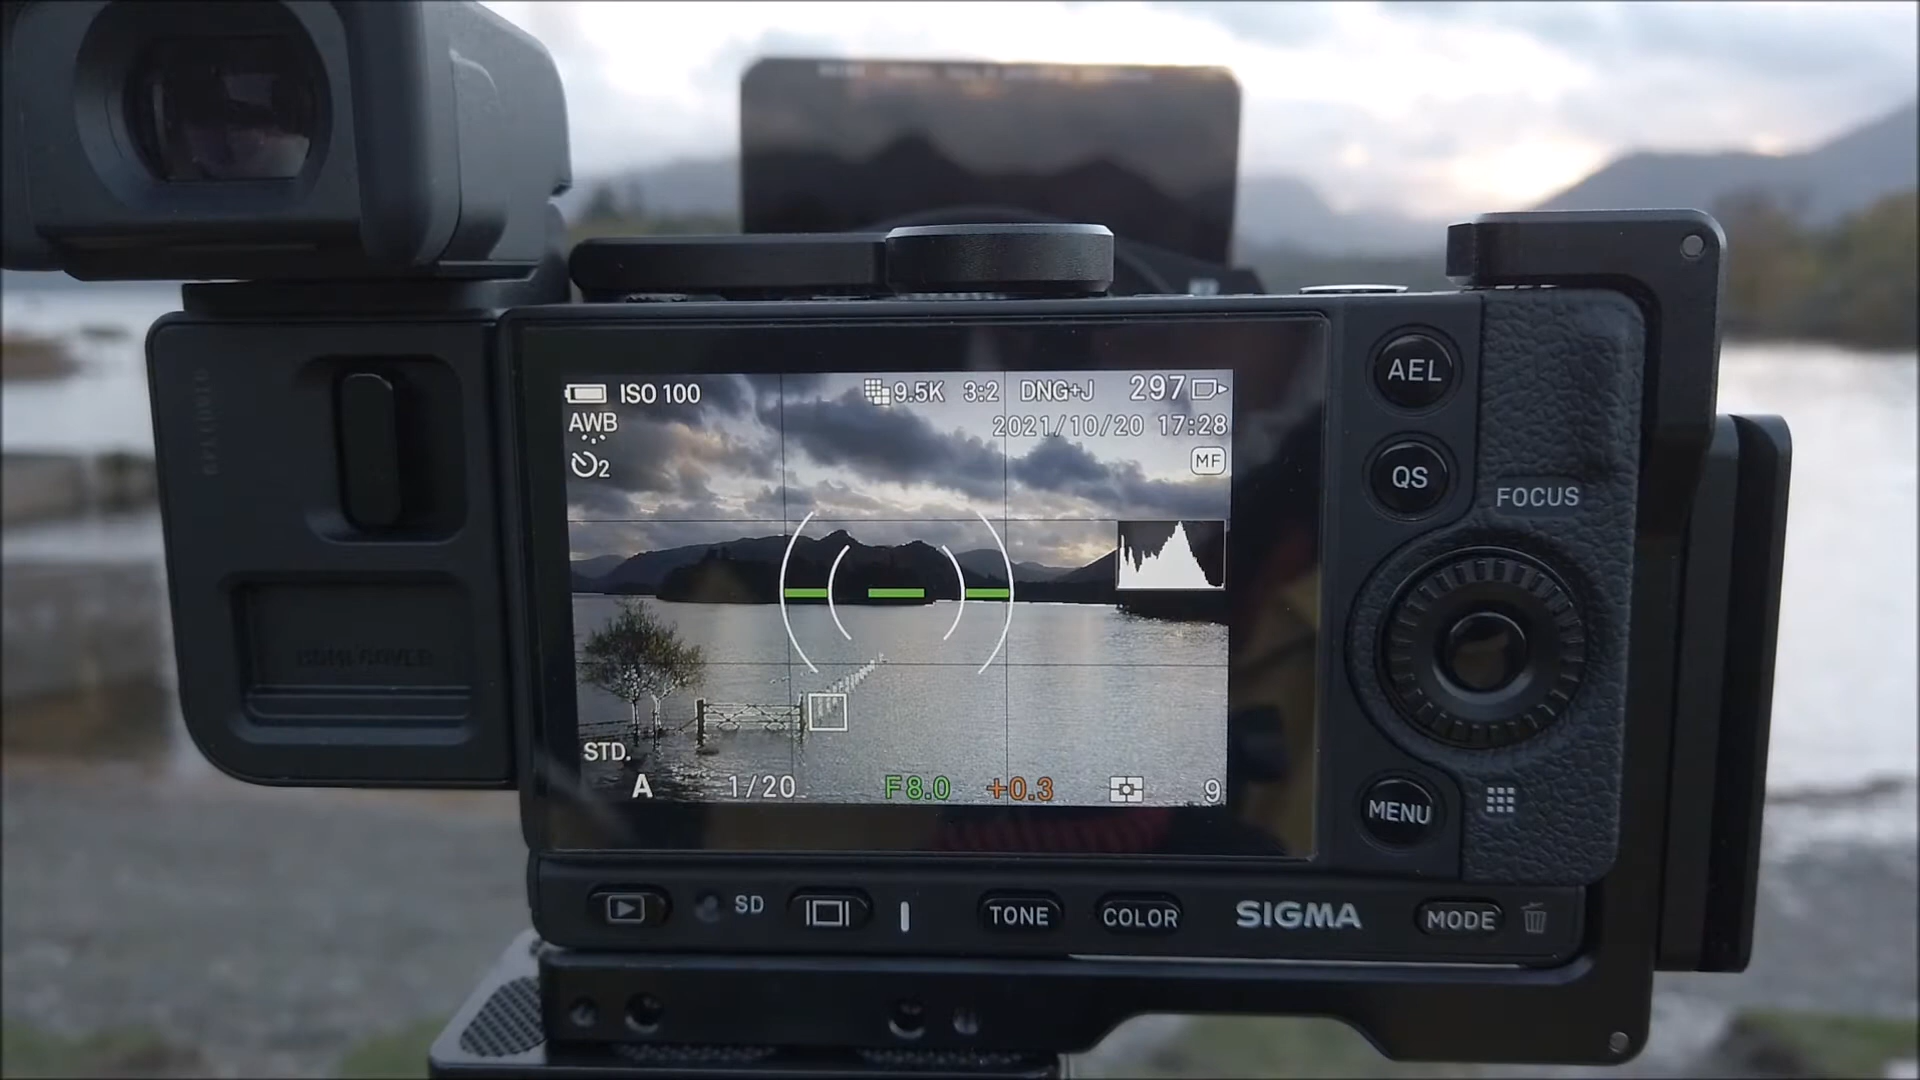 ISO 100 9.5K 3:2 DNG+J 297
AWB 2021/10/20 17:28
2 MF
STD.
A 1/20 F8.0 +0.3 9
AEL
QS
FOCUS
MENU
SD TONE COLOR SIGMA MODE